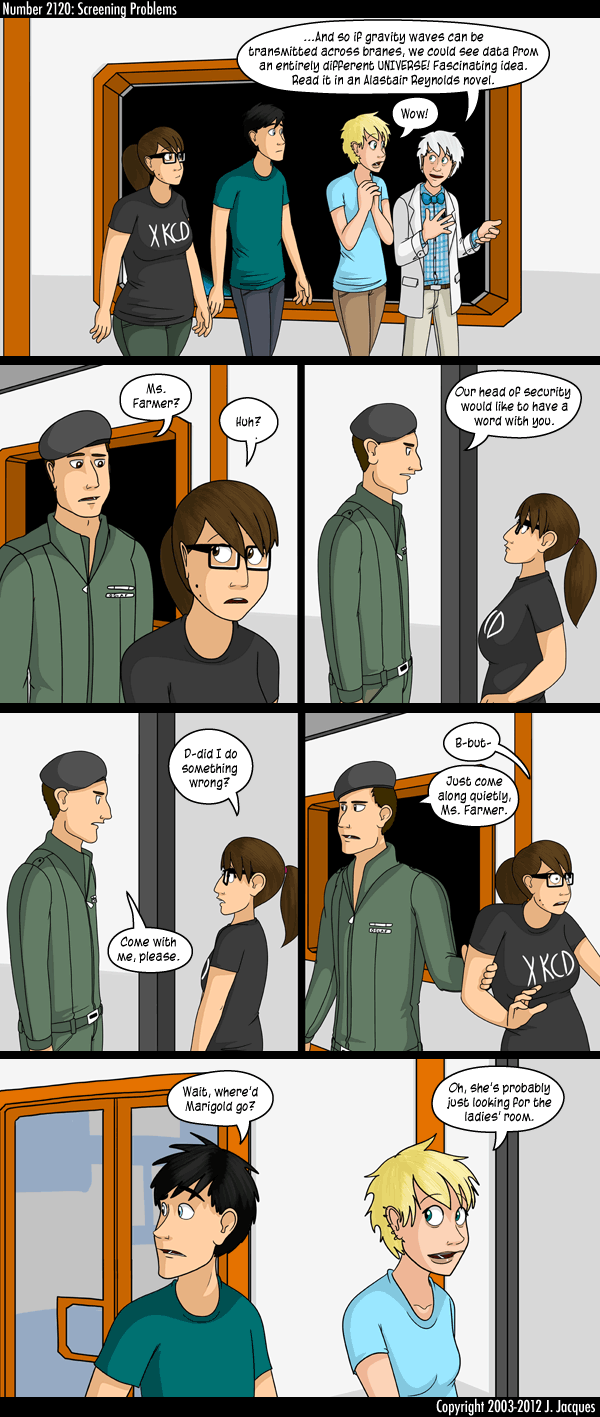 Number 2120: Screening Problems
...And so if gravity waves can be
transmitted across branes, we could see data from
an entirely different UNIVERSE! Fascinating idea.
Read it in an Alastair Reynolds novel.
Wow!
XKCD
Ms.
Farmer?
Huh?
Our head of security
would like to have a
word with you.
D-did I do
something
wrong?
Come with
me, please.
B-but-
Just come
along quietly,
Ms. Farmer.
XKCD
Wait, where'd
Marigold go?
Oh, she's probably
just looking for the
ladies' room.
Copyright 2003-2012 J. Jacques